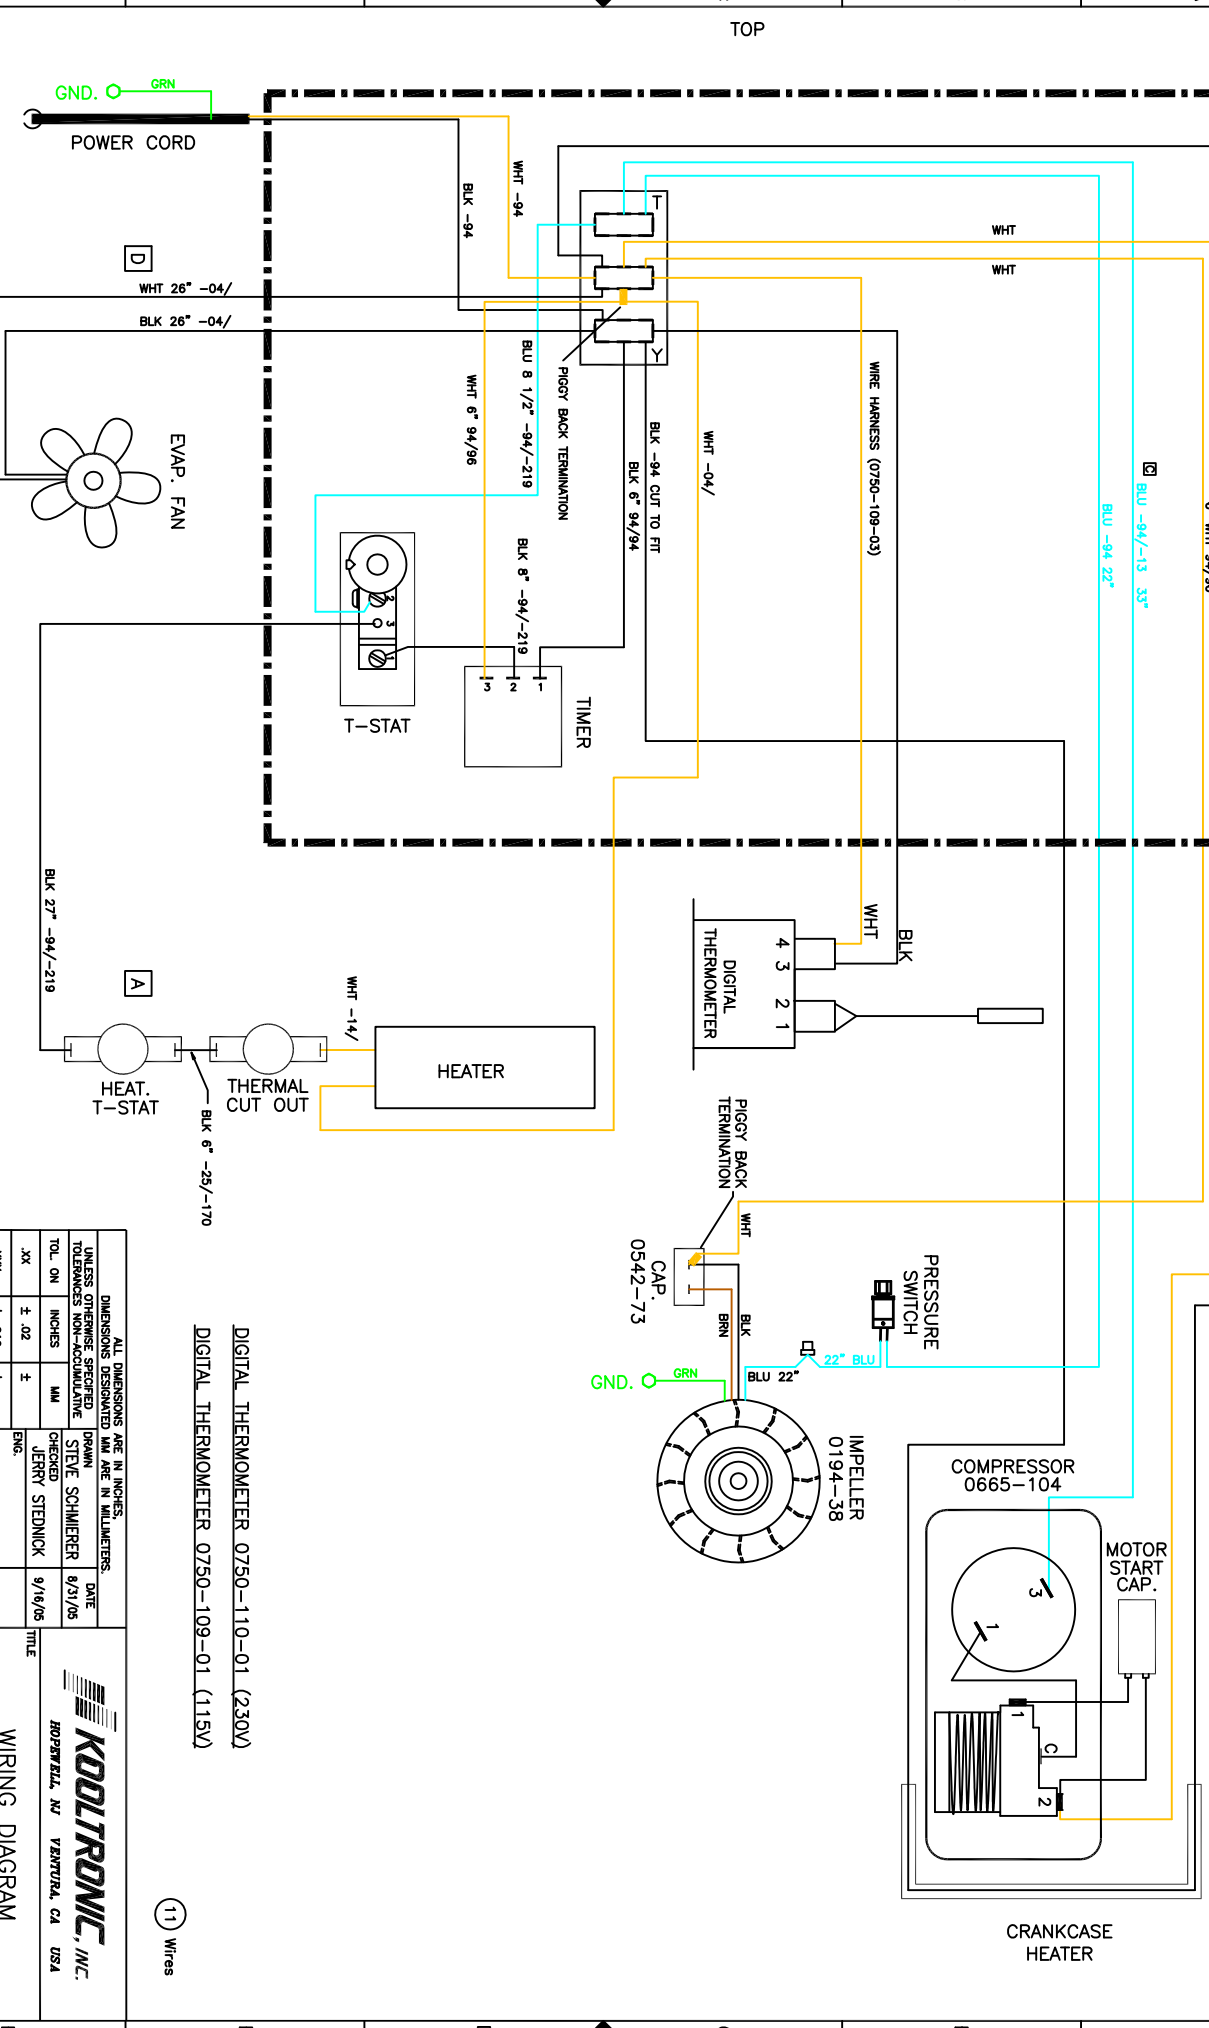 TOP
GND.
GRN
POWER CORD
WHT -94
BLK -94
T
WHT
WHT
D
WHT 26" -04/
BLK 26" -04/
Y
PIGGY BACK TERMINATION
BLU 8 1/2" -94/-219
WHT 6" 94/96
BLK -94 CUT TO FIT
BLK 6" 94/94
WHT -04/
WIRE HARNESS (0750-109-03)
C
BLU -94/-13 33"
BLU -94 22"
EVAP. FAN
BLK 8" -94/-219
2
3
1
T-STAT
3
2
1
TIMER
BLK 27" -94/-219
A
HEAT.
T-STAT
THERMAL
CUT OUT
BLK 6" -25/-170
WHT -14/
HEATER
WHT
BLK
4
3
2
1
DIGITAL
THERMOMETER
PIGGY BACK
TERMINATION
WHT
CAP.
0542-73
BLK
BRN
PRESSURE
SWITCH
22" BLU
BLU 22"
GND.
GRN
IMPELLER
0194-38
COMPRESSOR
0665-104
MOTOR
START
CAP.
3
1
1
C
2
CRANKCASE
HEATER
DIGITAL THERMOMETER 0750-110-01 (230V)
DIGITAL THERMOMETER 0750-109-01 (115V)
11 Wires
ALL DIMENSIONS ARE IN INCHES,
DIMENSIONS DESIGNATED MM ARE IN MILLIMETERS.
UNLESS OTHERWISE SPECIFIED
TOLERANCES NON-ACCUMULATIVE
TOL. ON INCHES MM
.XX ± .02 ±
DRAWN DATE
STEVE SCHMIERER 8/31/05
CHECKED
JERRY STEDNICK 9/16/05
ENG.
KOOLTRONIC, INC.
HOPEWELL, NJ VENTURA, CA USA
TITLE
WIRING DIAGRAM